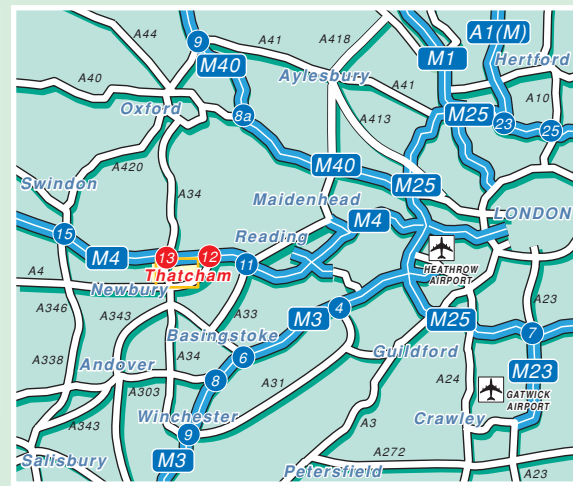 A44
9
A41
A418
M1
A1(M)
Hertford
A40
M40
Aylesbury
A41
A10
Oxford
8a
A413
M25
23
25
A420
M40
M25
Swindon
A34
Maidenhead
M4
LONDON
15
M4
13
12
Reading
11
HEATHROW
AIRPORT
A4
Thatcham
Newbury
A346
A343
A33
4
A23
Basingstoke
M3
M25
7
A338
A34
6
Guildford
Andover
8
M23
A303
A31
A24
GATWICK
AIRPORT
Winchester
A343
9
A3
Crawley
Salisbury
M3
A272
Petersfield
A23